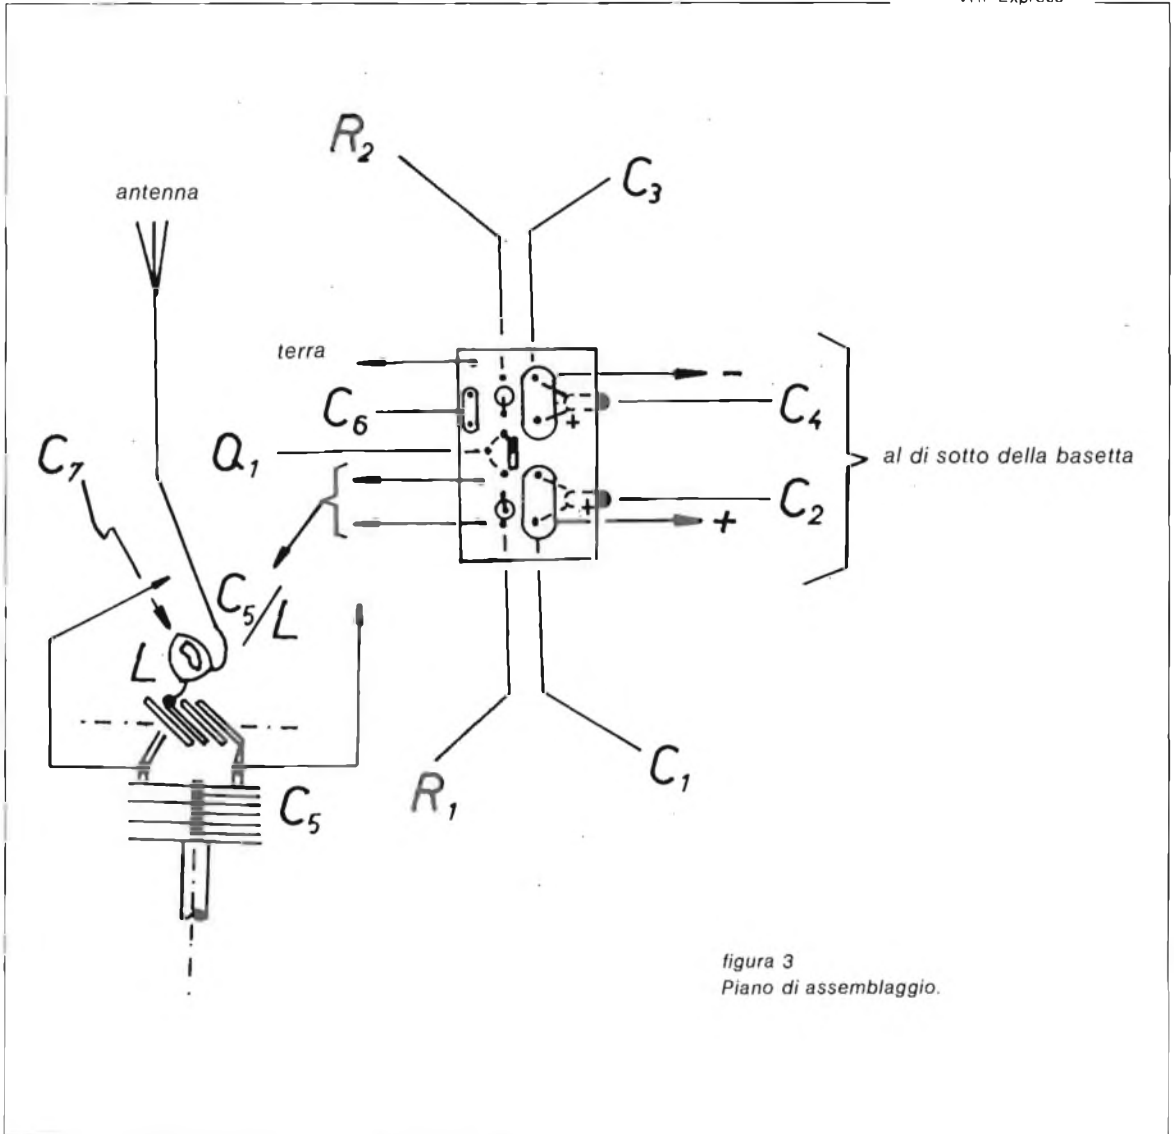 R2
C3
antenna
terra
-
C6
+
C4
Q1
C7
al di sotto della basetta
+
C2
+
C5/L
L
C5
R1
C1
figura 3
Piano di assemblaggio.